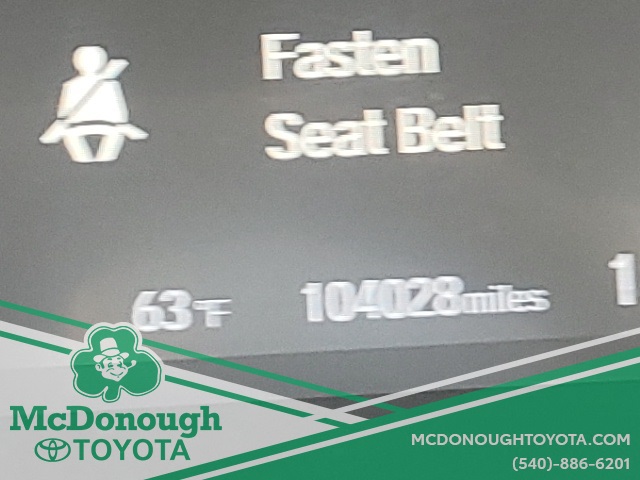 Fasten
Seat Belt
63°F 104028 miles 1
McDonough
TOYOTA
MCDONOUGHTOYOTA.COM
(540)-886-6201